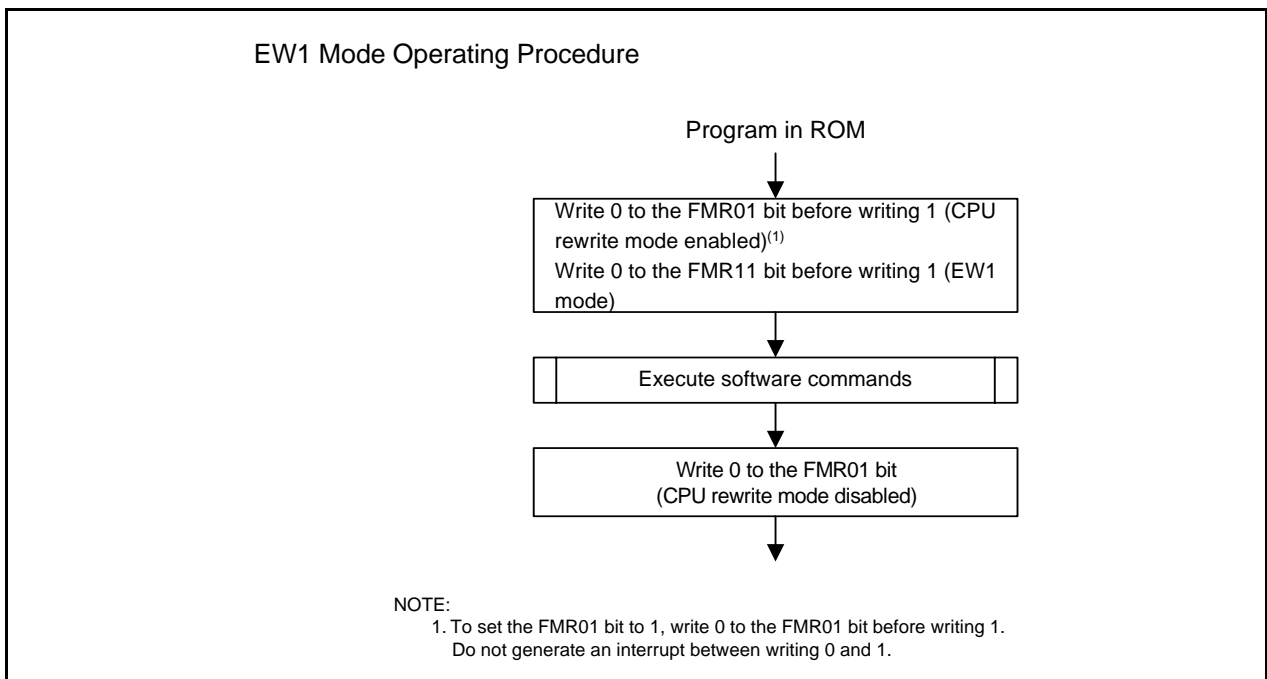 EW1 Mode Operating Procedure
Program in ROM
Write 0 to the FMR01 bit before writing 1 (CPU
rewrite mode enabled)(1)
Write 0 to the FMR11 bit before writing 1 (EW1
mode)
Execute software commands
Write 0 to the FMR01 bit
(CPU rewrite mode disabled)
NOTE:
1. To set the FMR01 bit to 1, write 0 to the FMR01 bit before writing 1.
Do not generate an interrupt between writing 0 and 1.